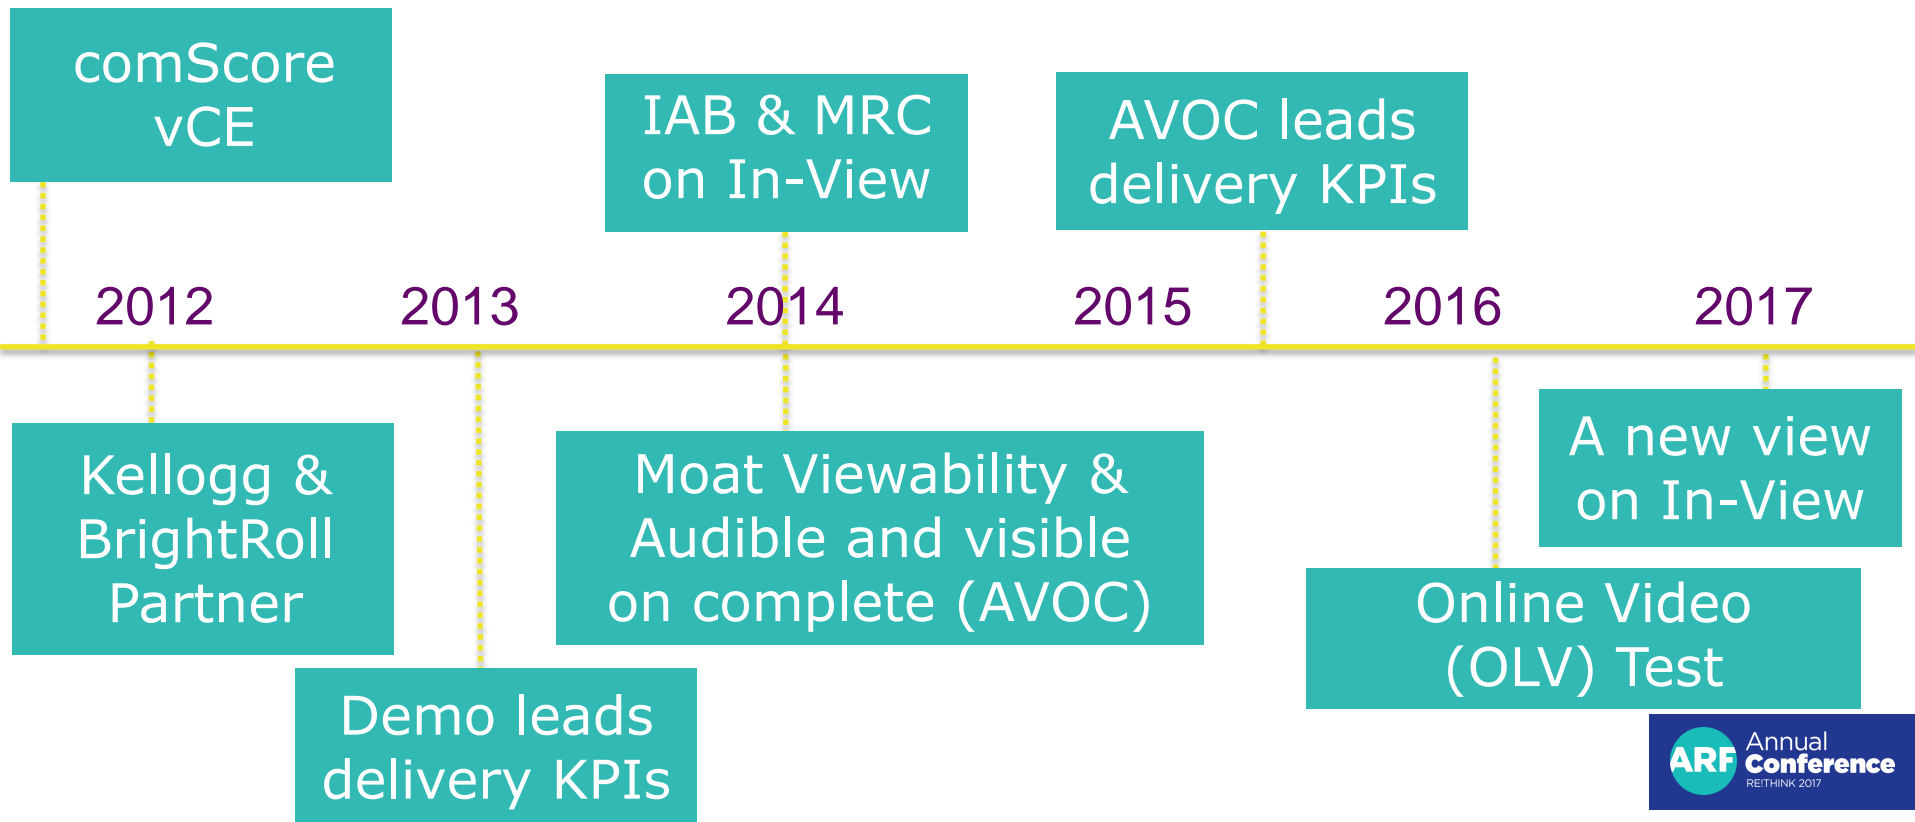 comScore
vCE
IAB & MRC
on In-View
AVOC leads
delivery KPIs
2012
2013
2014
2015
2016
2017
Kellogg &
BrightRoll
Partner
Demo leads
delivery KPIs
Moat Viewability &
Audible and visible
on complete (AVOC)
A new view
on In-View
Online Video
(OLV) Test
ARF
Annual
Conference
RE!THINK 2017